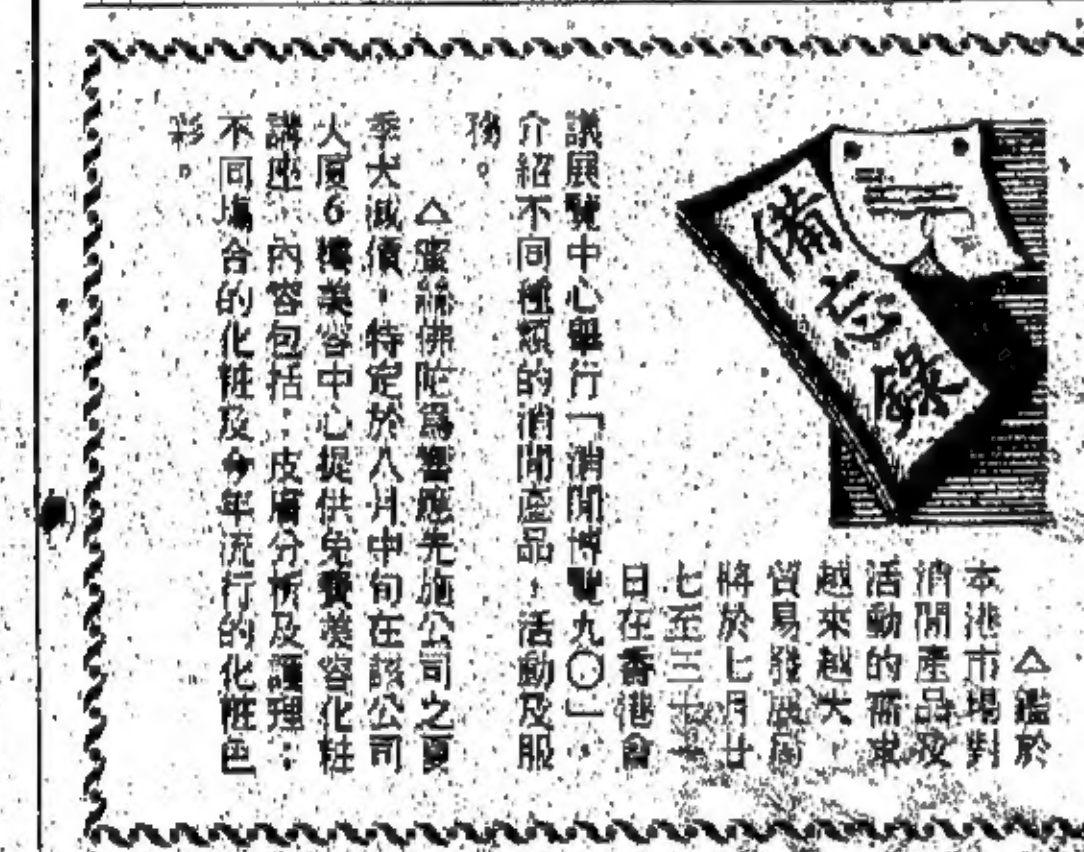 備忘錄
△鑑於
本港市場對
消閒產品及
活動的需求
越來越大，
貿易發展局
將於七月廿
七至三十一
日在香港會
議展覽中心舉行「消閒博覽九〇」，
介紹不同種類的消閒產品，活動及服
務。
△蜜絲佛陀爲響應先施公司之夏
季大減價，特定於八月中旬在該公司
大厦6樓美容中心提供免費美容化粧
講座，內容包括：皮膚分析及護理；
不同場合的化粧及今年流行的化粧色
彩。